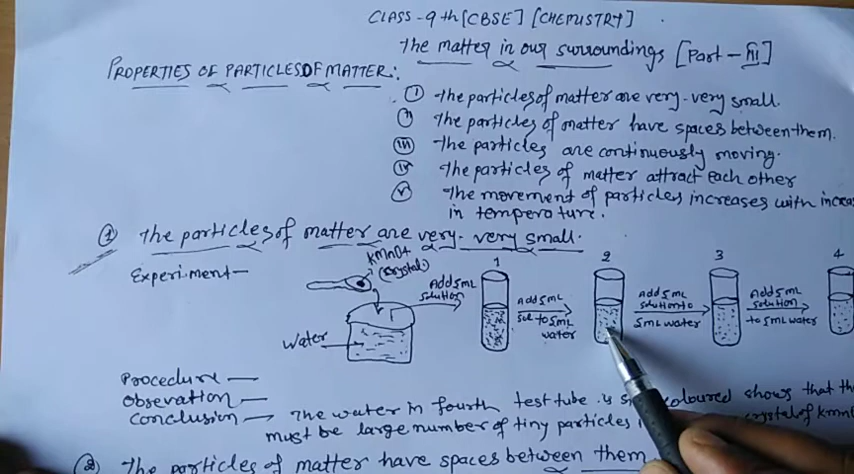 CLASS-9th [CBSE] [CHEMISTRY]
The matter in our surroundings [Part-III]
PROPERTIES OF PARTICLES OF MATTER:
(i) The particles of matter are very-very small.
(ii) The particles of matter have spaces between them.
(iii) The particles are continuously moving.
(iv) The particles of matter attract each other
(v) The movement of particles increases with increa
in temperature.
(1) The particles of matter are very-very small.
Experiment-
KMnO4
(crystal)
Water
Add 5mL
solution
1
Add 5mL
sol to 5mL
water
2
Add 5mL
solution to
5mL water
3
Add 5mL
solution
to 5mL water
4
Procedure -
Obsevation -
Conclusion → The water in fourth test tube is coloured shows that the
must be large number of tiny particles crystal of kmn
(2) The particles of matter have spaces between them